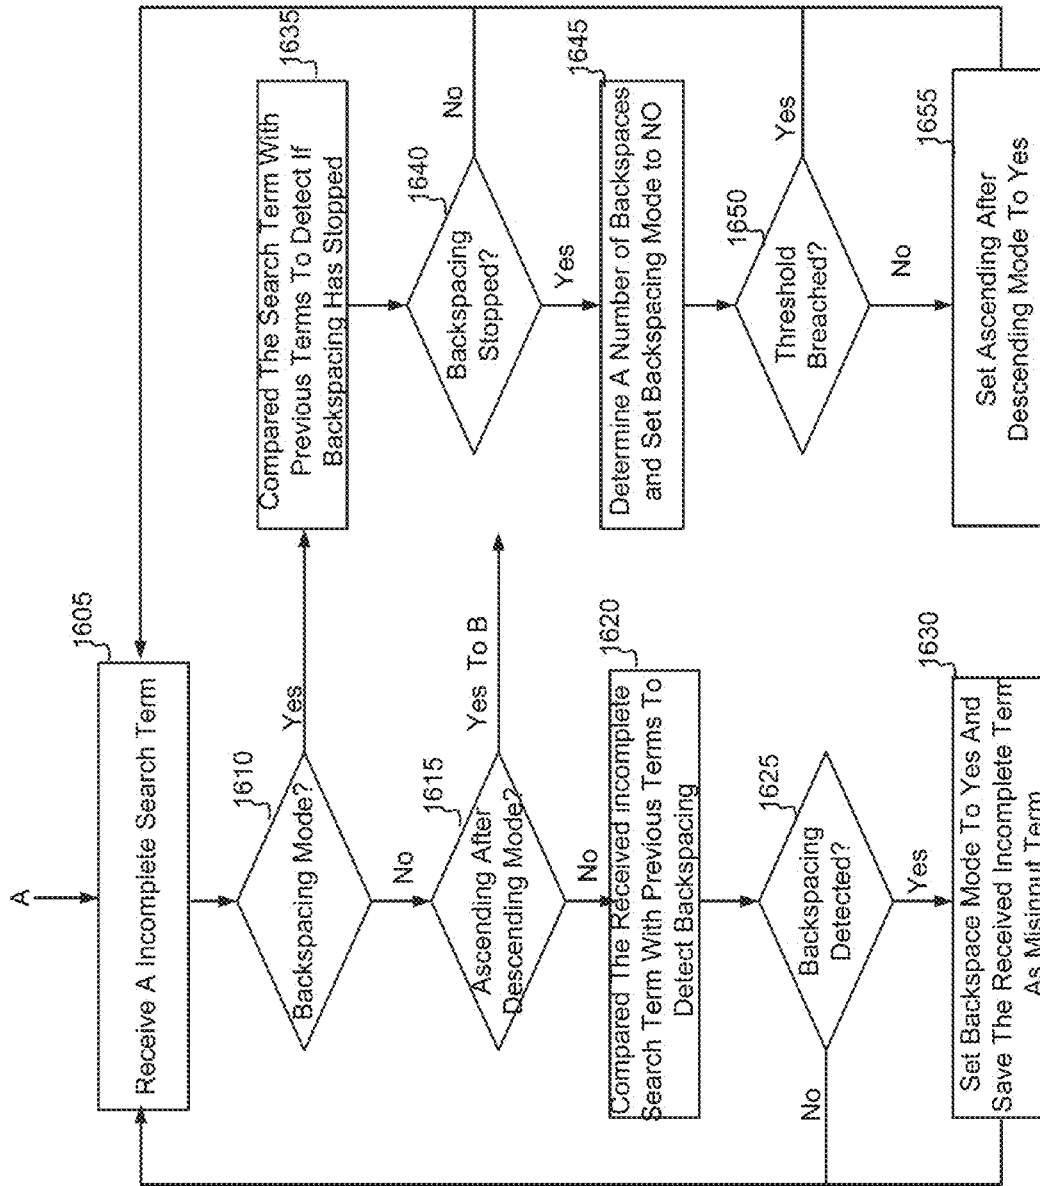 A
1605
Receive A Incomplete Search Term
1610
Backspacing Mode?
Yes
No
1615
Ascending After
Descending Mode?
Yes To B
No
1620
Compared The Received Incomplete
Search Term With Previous Terms To
Detect Backspacing
1625
Backspacing
Detected?
No
Yes
1630
Set Backspace Mode To Yes And
Save The Received Incomplete Term
As Misinput Term
1635
Compared The Search Term With
Previous Terms To Detect If
Backspacing Has Stopped
1640
Backspacing
Stopped?
No
Yes
1645
Determine A Number of Backspaces
and Set Backspacing Mode to NO
1650
Threshold
Breached?
Yes
No
1655
Set Ascending After
Descending Mode To Yes